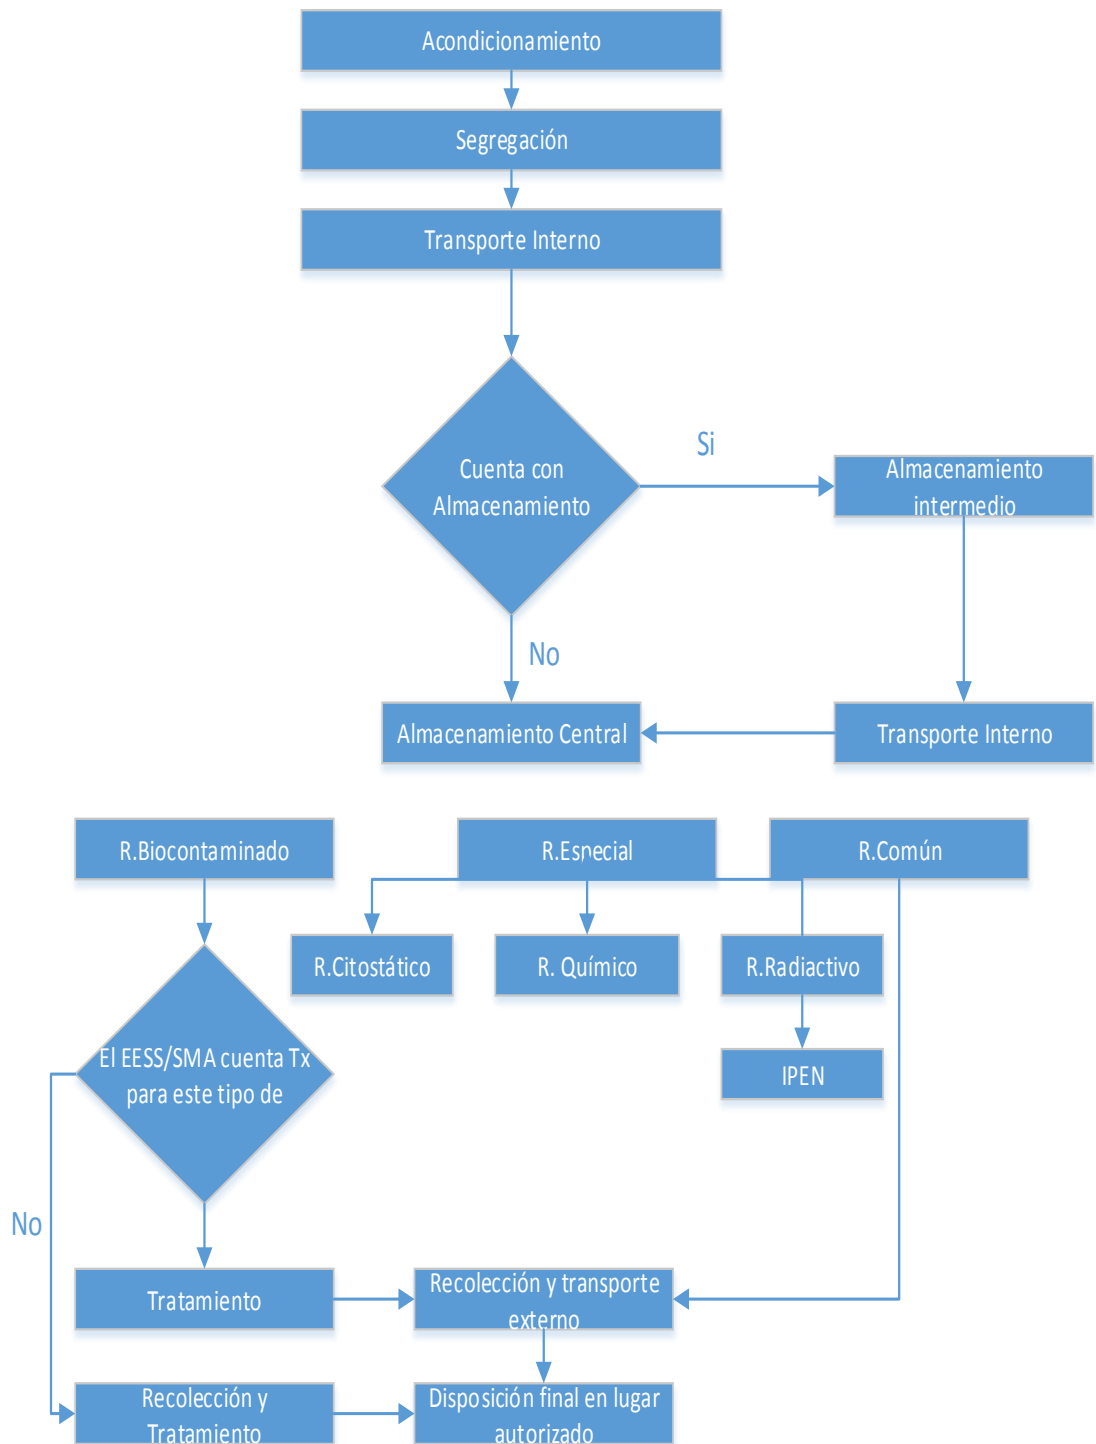 Acondicionamiento
Segregación
Transporte Interno
Cuenta con
Almacenamiento
Si
Almacenamiento
intermedio
No
Almacenamiento Central
Transporte Interno
R.Biocontaminado
R.Especial
R.Común
R.Citostático
R. Químico
R.Radiactivo
IPEN
El EESS/SMA cuenta Tx
para este tipo de
No
Tratamiento
Recolección y transporte
externo
Recolección y
Tratamiento
Disposición final en lugar
autorizado